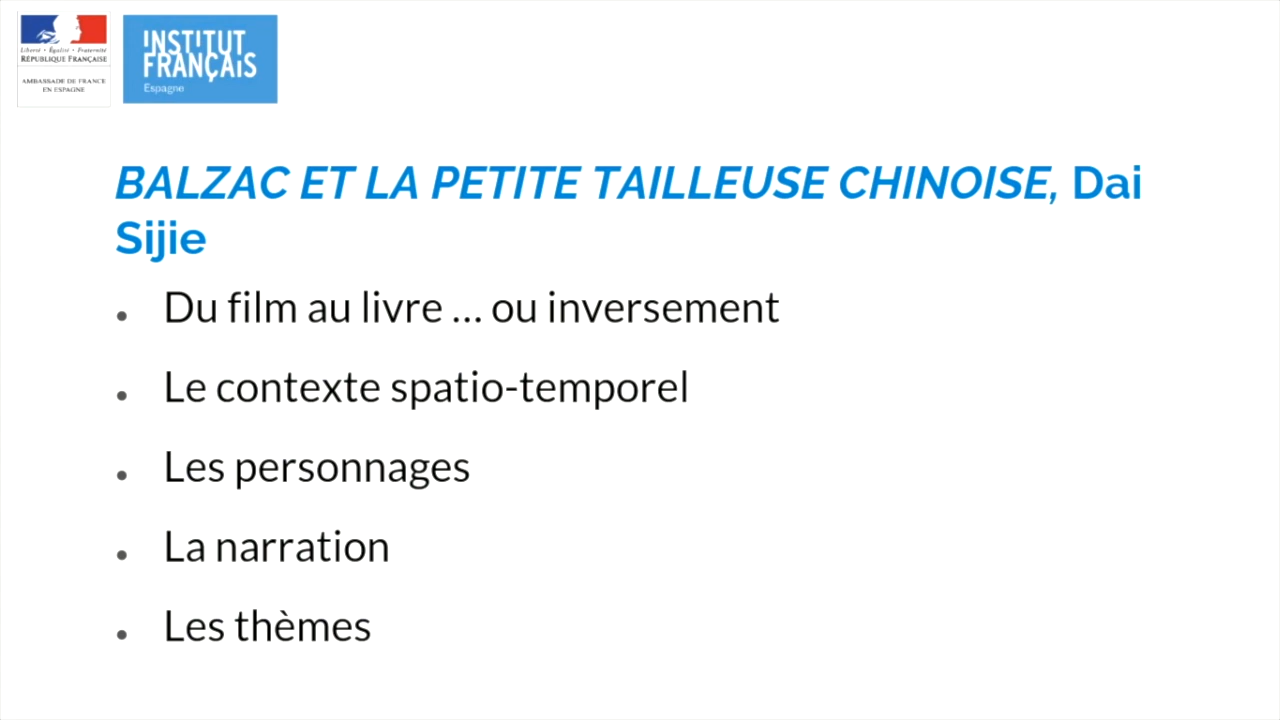 Liberté • Égalité • Fraternité
RÉPUBLIQUE FRANÇAISE
AMBASSADE DE FRANCE
EN ESPAGNE
INSTITUT
FRANÇAIS
Espagne
BALZAC ET LA PETITE TAILLEUSE CHINOISE, Dai
Sijie
• Du film au livre ... ou inversement
• Le contexte spatio-temporel
• Les personnages
• La narration
• Les thèmes